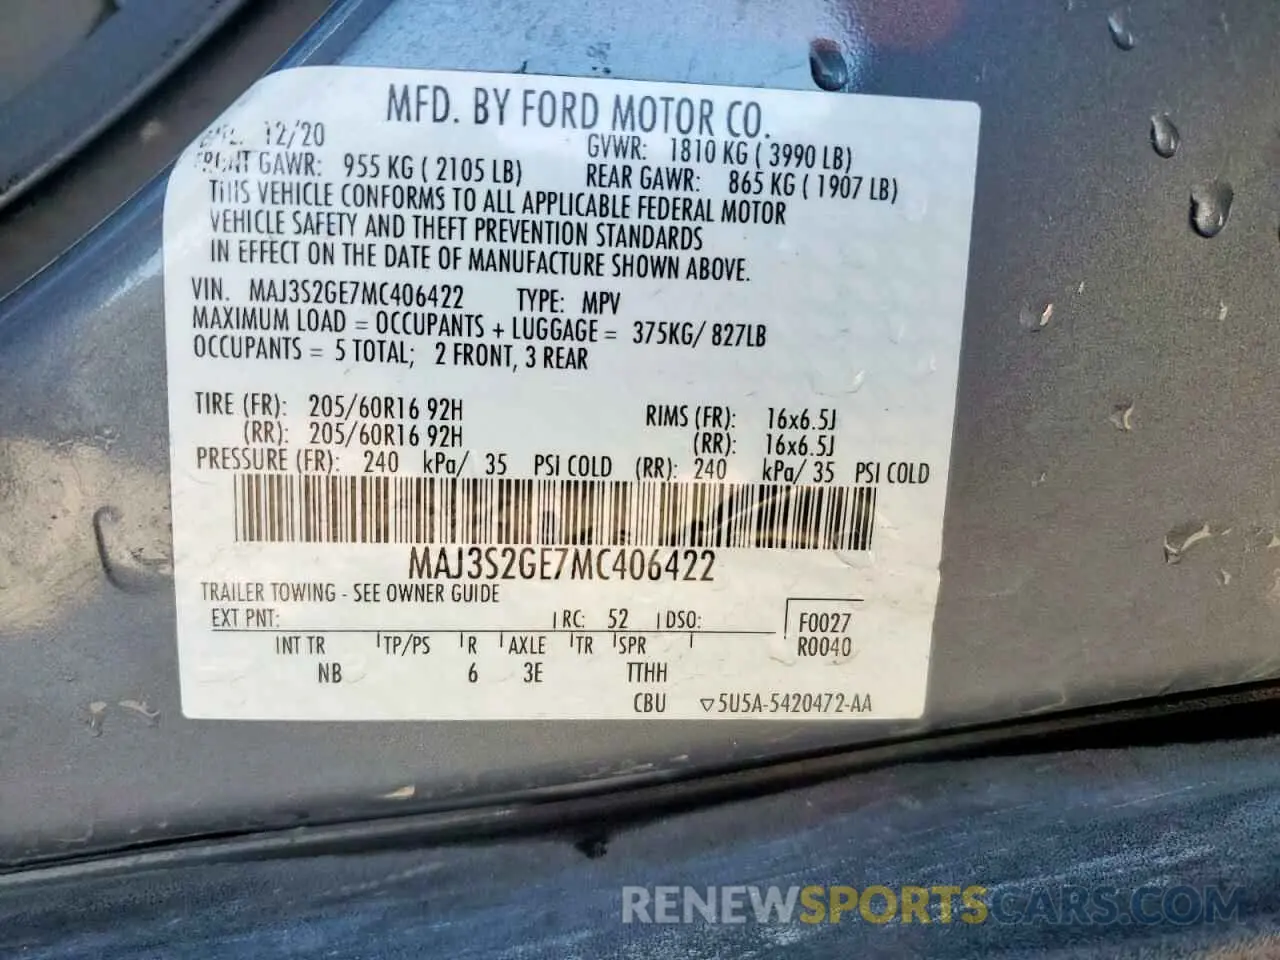 MFD. BY FORD MOTOR CO.
12/20 GVWR: 1810 KG ( 3990 LB)
FRONT GAWR: 955 KG ( 2105 LB) REAR GAWR: 865 KG ( 1907 LB)
THIS VEHICLE CONFORMS TO ALL APPLICABLE FEDERAL MOTOR
VEHICLE SAFETY AND THEFT PREVENTION STANDARDS
IN EFFECT ON THE DATE OF MANUFACTURE SHOWN ABOVE.
VIN. MAJ3S2GE7MC406422 TYPE: MPV
MAXIMUM LOAD = OCCUPANTS + LUGGAGE = 375KG/ 827LB
OCCUPANTS = 5 TOTAL; 2 FRONT, 3 REAR
TIRE (FR): 205/60R16 92H RIMS (FR): 16x6.5J
(RR): 205/60R16 92H (RR): 16x6.5J
PRESSURE (FR): 240 kPa/ 35 PSI COLD (RR): 240 kPa/ 35 PSI COLD
MAJ3S2GE7MC406422
TRAILER TOWING - SEE OWNER GUIDE
EXT PNT: RC: 52 DSO: F0027
R0040
INT TR TP/PS R AXLE TR SPR
NB 6 3E TTHH
CBU ▽5U5A-5420472-AA
RENEWSPORTSCARS.COM